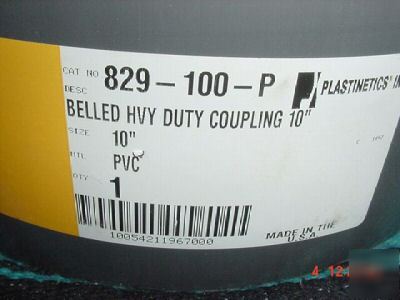 CAT NO 829-100-P PLASTINETICS IN
DESC
BELLED HVY DUTY COUPLING 10"
SIZE 10"
MTL PVC
QTY 1
10054211967000
MADE IN THE
U.S.A
4 12